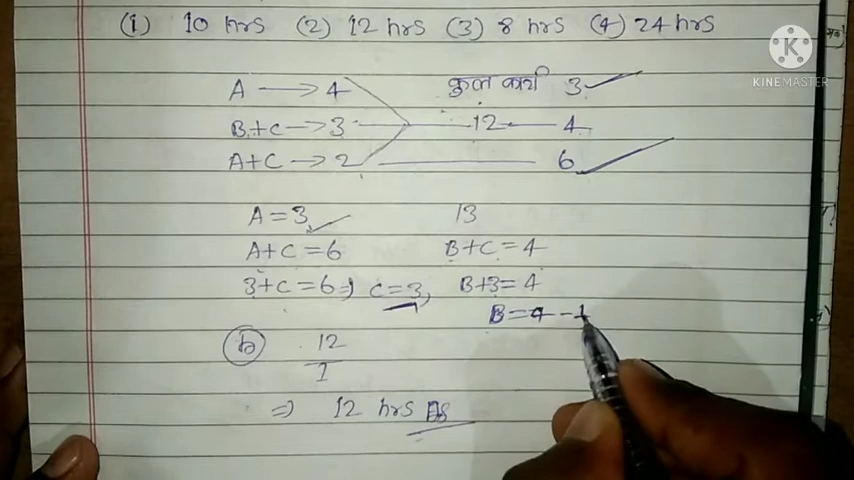 (1) 10 hrs (2) 12 hrs (3) 8 hrs (4) 24 hrs
KINEMASTER
A → 4 कुल कार्य 3
B+C → 3 12 4
A+C → 2 6
A = 3 13
A+C = 6 B+C = 4
3+C = 6 ⇒ C = 3, B+3 = 4
B = 4 - 1
b 12
1
⇒ 12 hrs